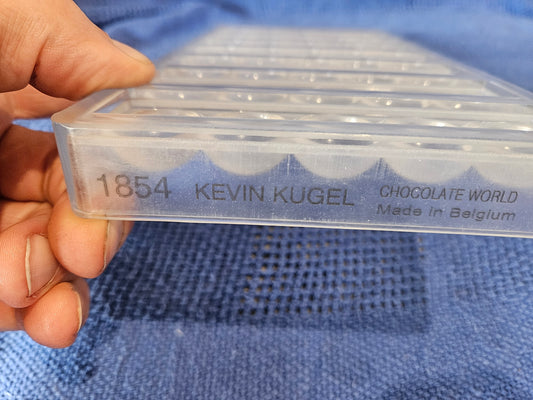 1854 KEVIN KUGEL CHOCOLATE WORLD
Made in Belgium